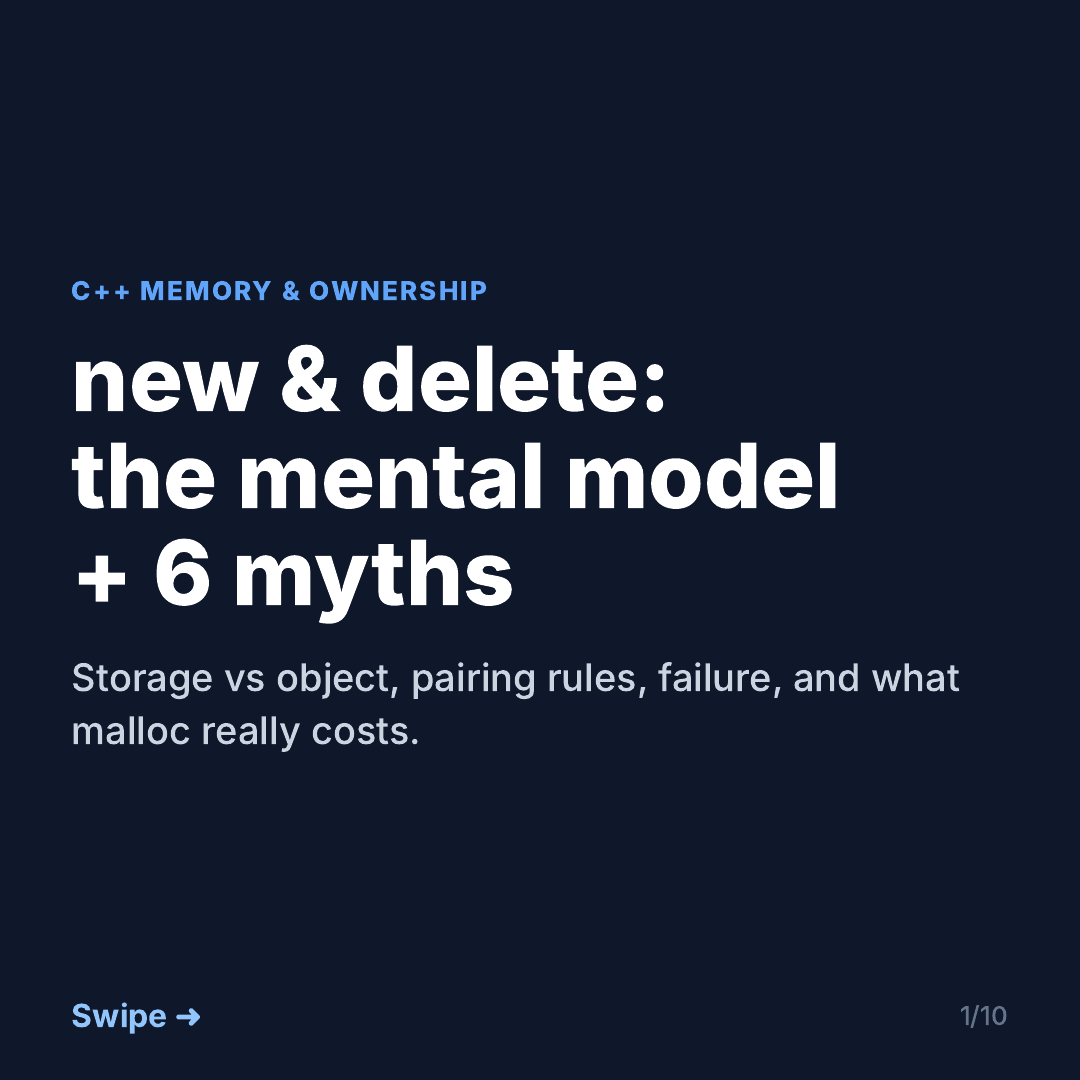 C++ MEMORY & OWNERSHIP
new & delete:
the mental model
+ 6 myths
Storage vs object, pairing rules, failure, and what
malloc really costs.
Swipe ➜
1/10